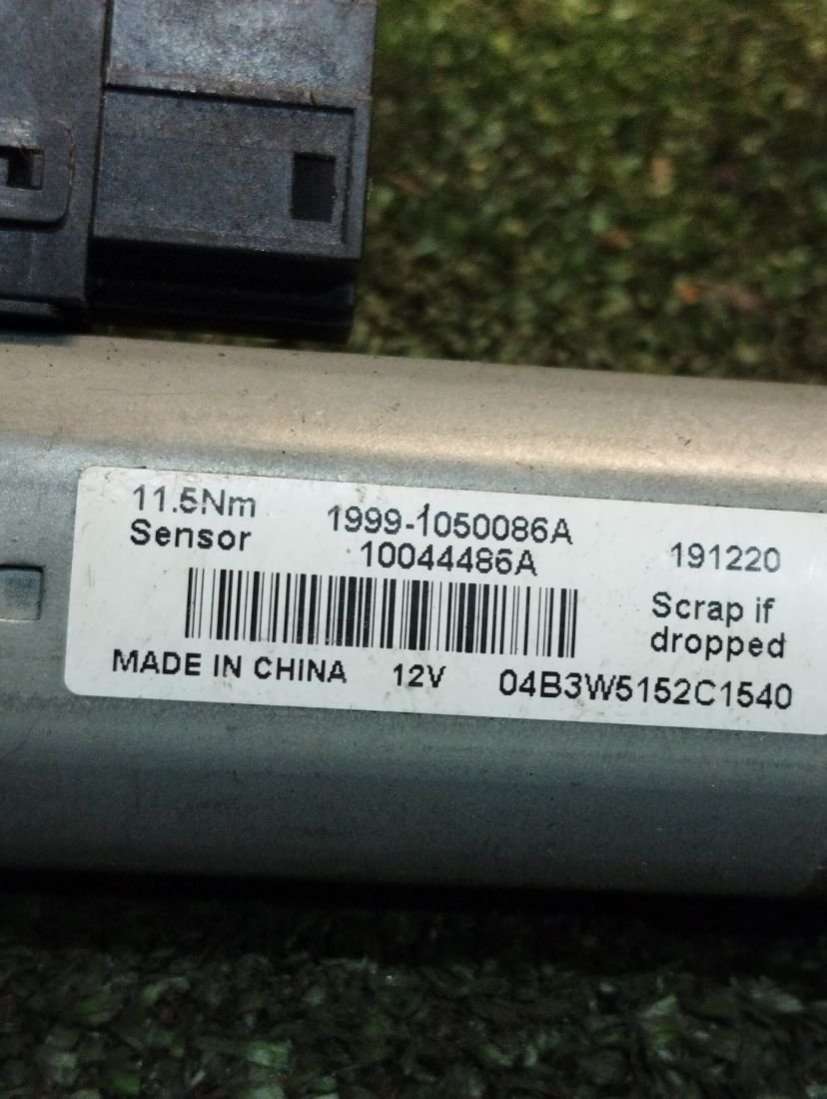 11.5Nm
Sensor
1999-1050086A
10044486A
191220
Scrap if
dropped
MADE IN CHINA
12V
04B3W5152C1540